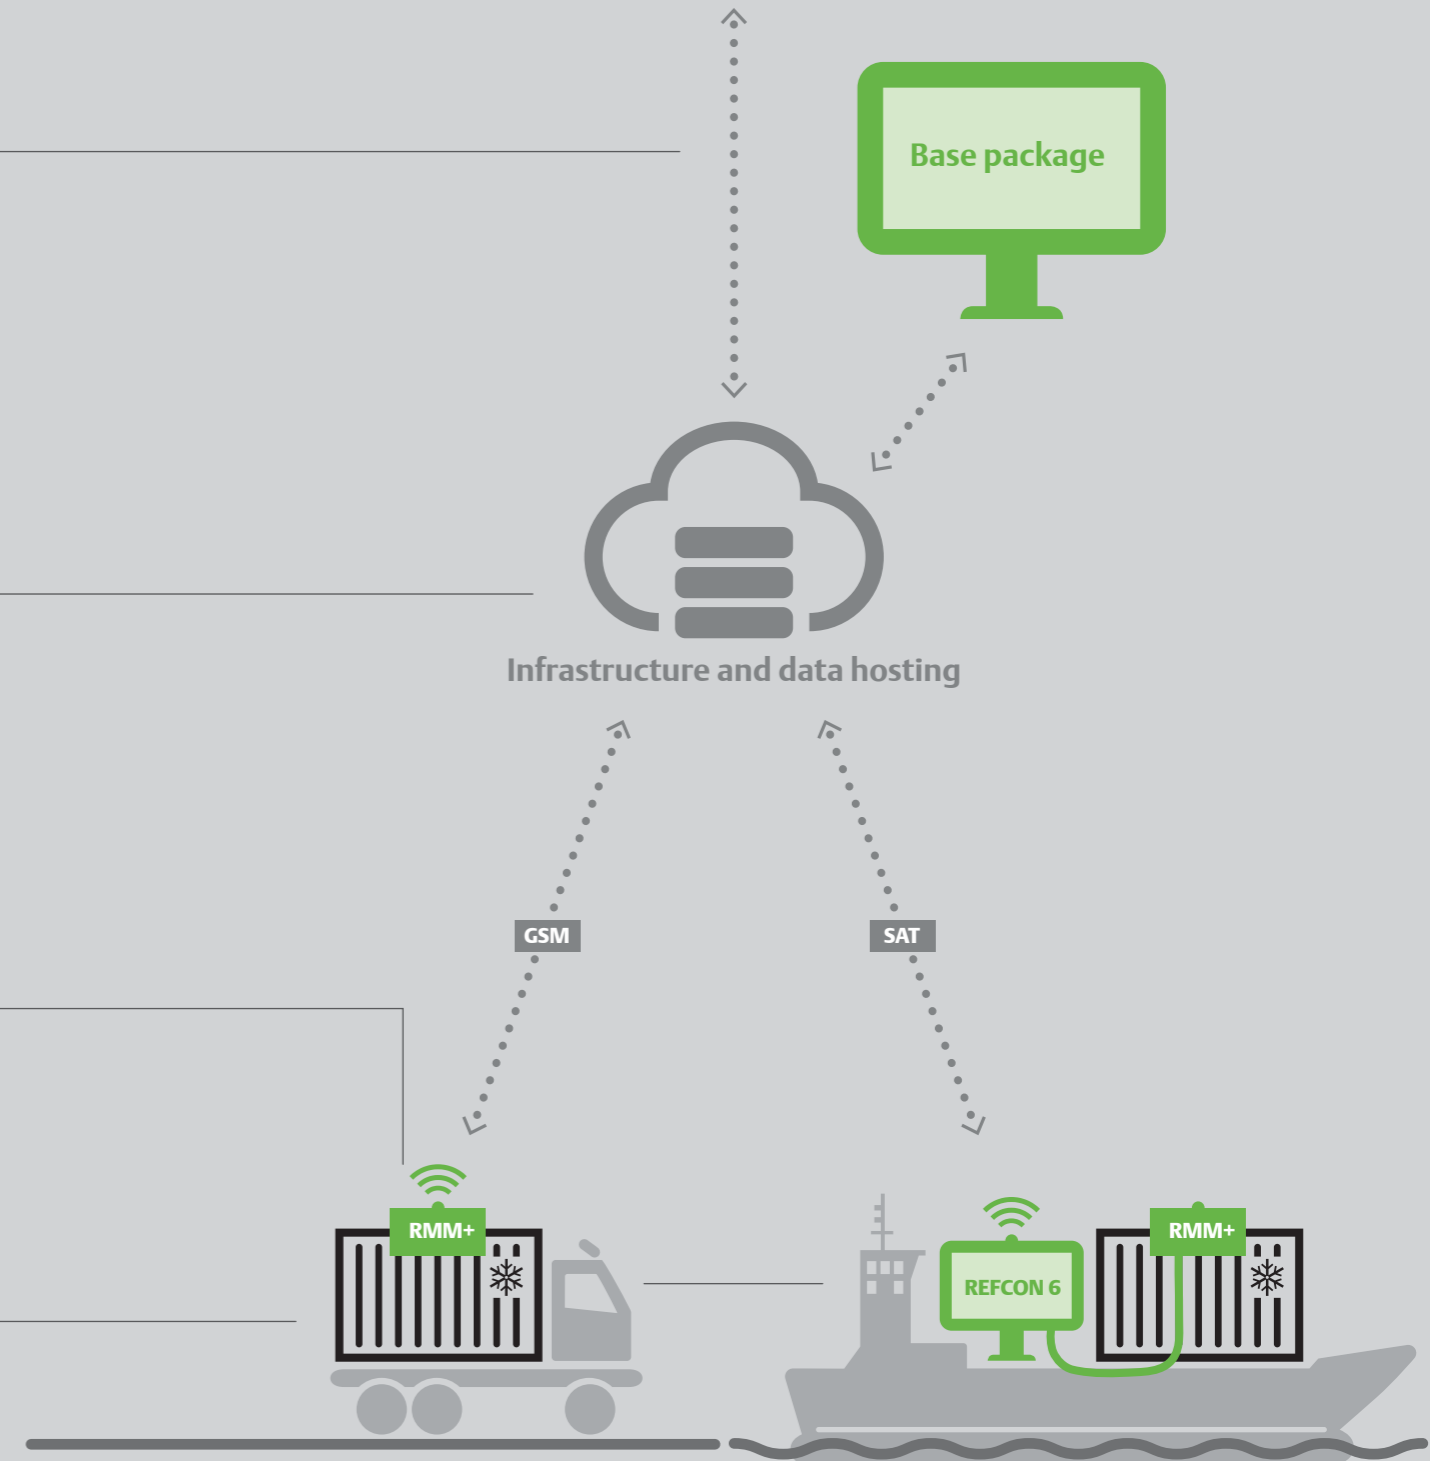 Base package
Infrastructure and data hosting
GSM
SAT
RMM+
RMM+
REFCON 6